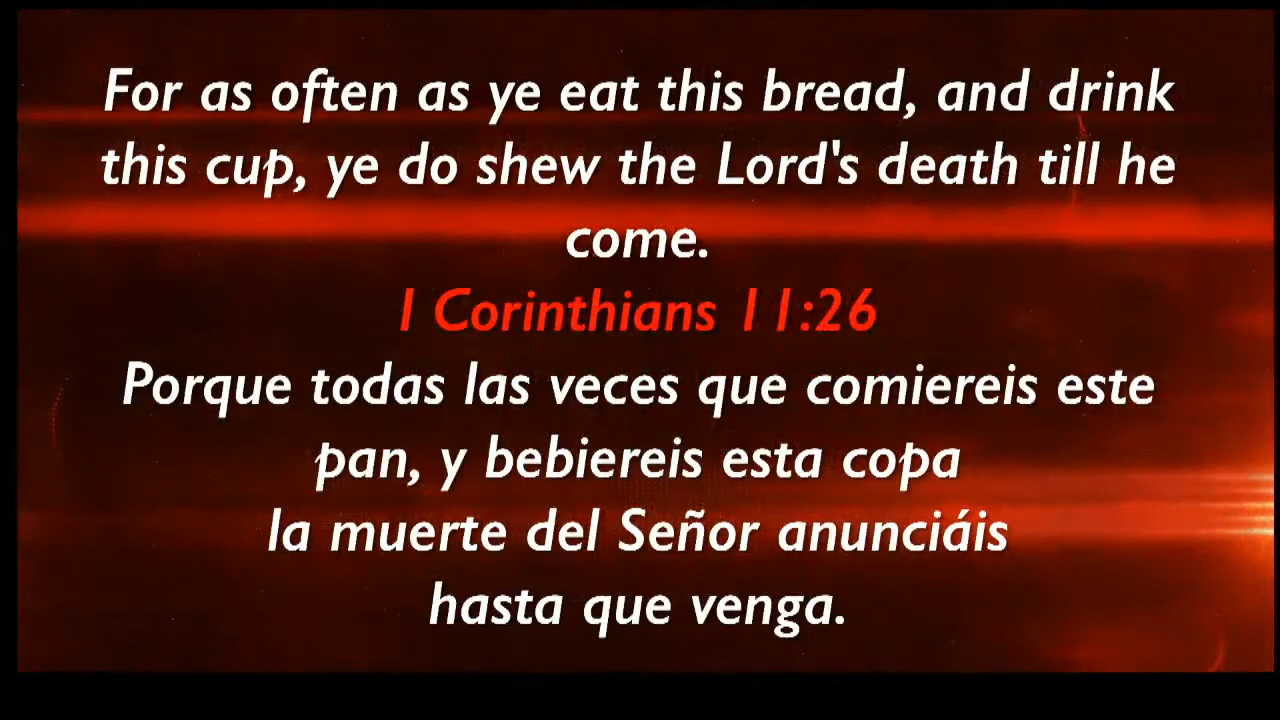 For as often as ye eat this bread, and drink
this cup, ye do shew the Lord's death till he
come.
1 Corinthians 11:26
Porque todas las veces que comiereis este
pan, y bebiereis esta copa
la muerte del Señor anunciáis
hasta que venga.